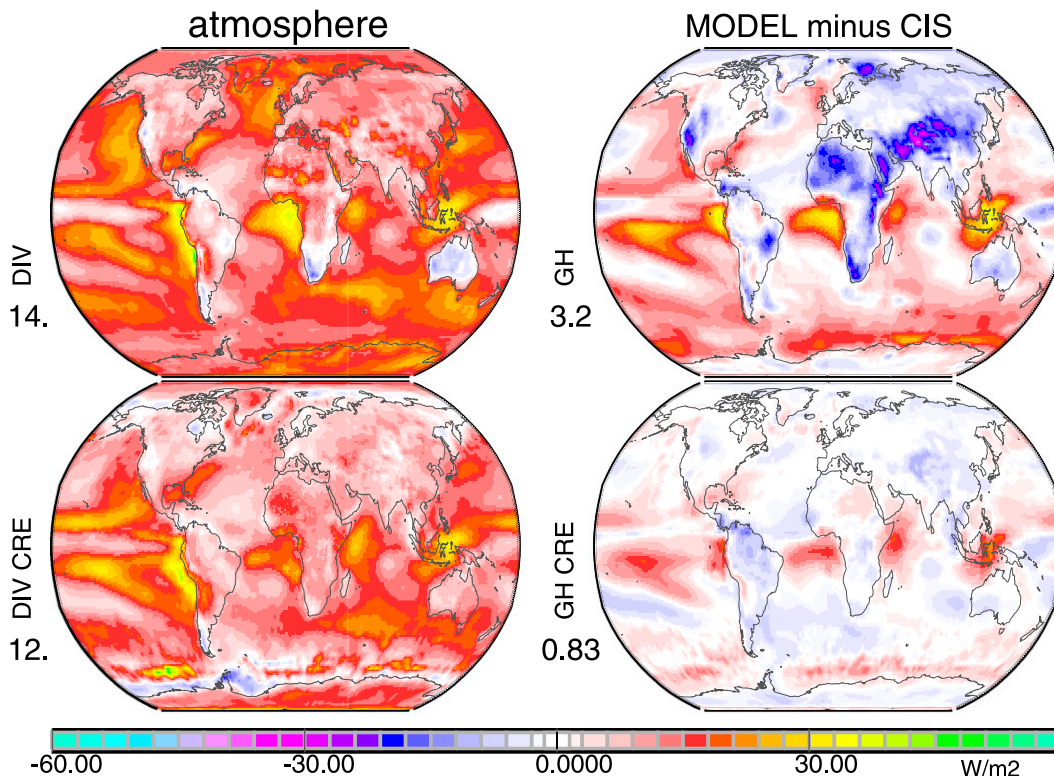 atmosphere
MODEL minus CIS
DIV
14.
GH
3.2
DIV CRE
12.
GH CRE
0.83
-60.00 -30.00 0.0000 30.00 W/m2